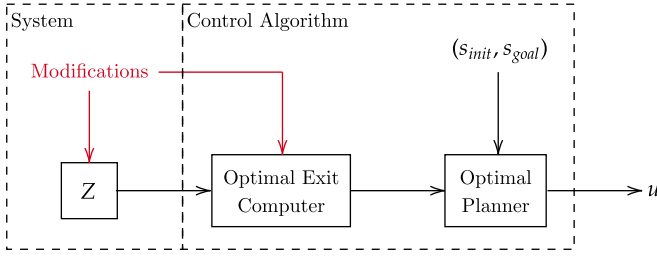 System
Control Algorithm
Modifications
(s_init, s_goal)
Z
Optimal Exit
Computer
Optimal
Planner
u